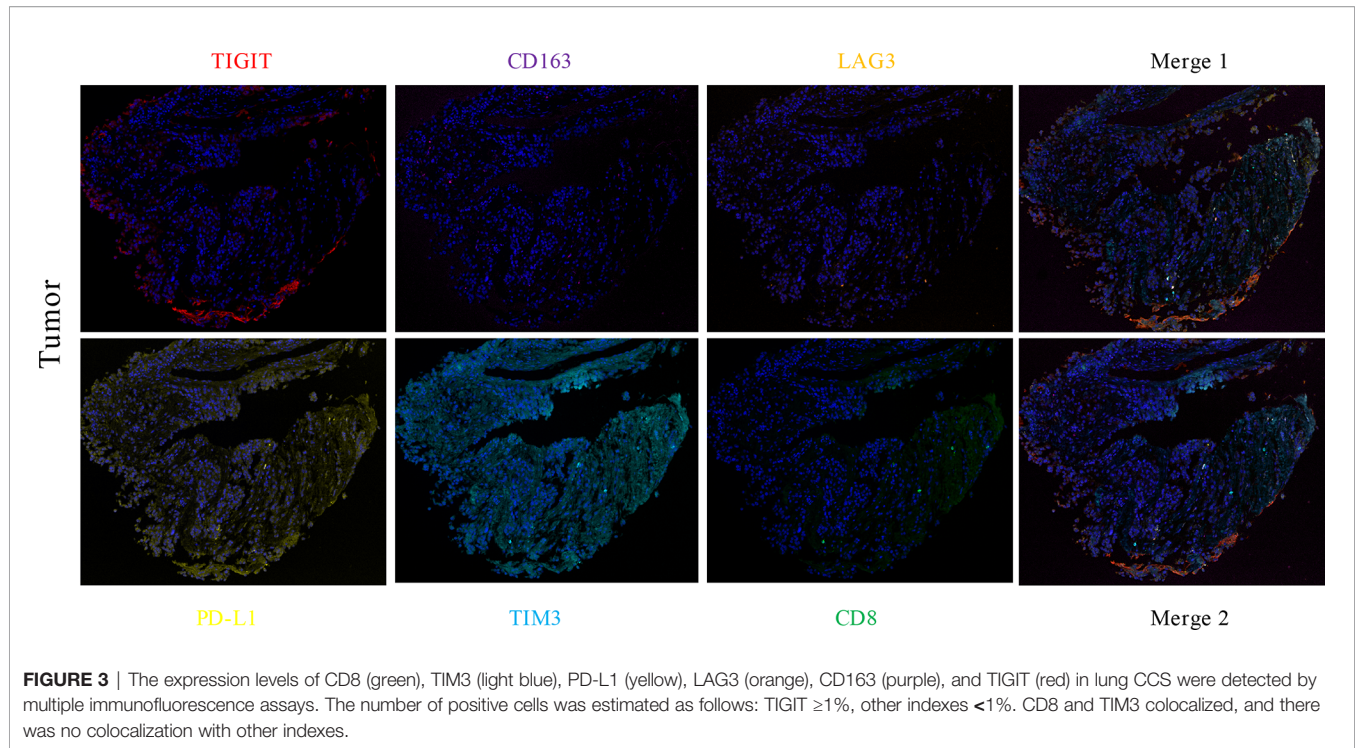 TIGIT CD163 LAG3 Merge 1
Tumor
PD-L1 TIM3 CD8 Merge 2
FIGURE 3 | The expression levels of CD8 (green), TIM3 (light blue), PD-L1 (yellow), LAG3 (orange), CD163 (purple), and TIGIT (red) in lung CCS were detected by
multiple immunofluorescence assays. The number of positive cells was estimated as follows: TIGIT ≥1%, other indexes <1%. CD8 and TIM3 colocalized, and there
was no colocalization with other indexes.